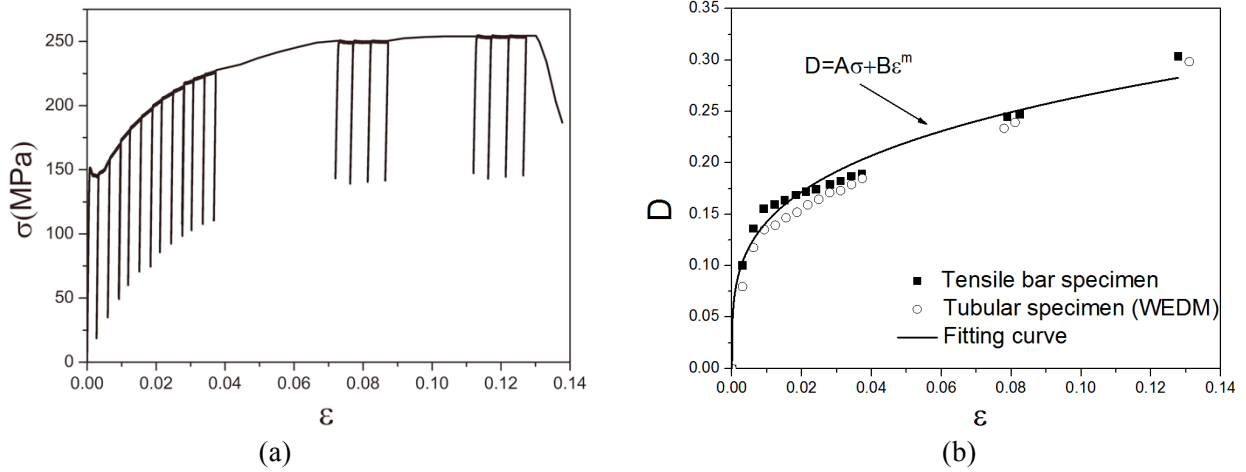 250
200
150
100
50
0
σ(MPa)
0.00 0.02 0.04 0.06 0.08 0.10 0.12 0.14
ε
(a)
0.30
0.25
0.20
0.15
0.10
0.05
0.00
D
D=Aσ+Bε^m
Tensile bar specimen
Tubular specimen (WEDM)
Fitting curve
0.00 0.02 0.04 0.06 0.08 0.10 0.12 0.14
ε
(b)